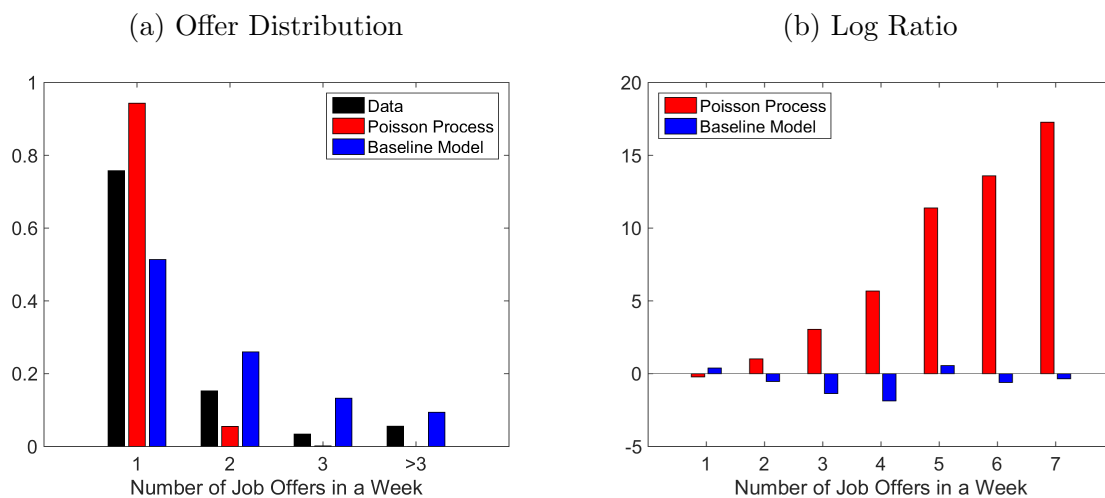 (a) Offer Distribution
1
0.8
0.6
0.4
0.2
0
Data
Poisson Process
Baseline Model
1 2 3 >3
Number of Job Offers in a Week
(b) Log Ratio
20
15
10
5
0
-5
Poisson Process
Baseline Model
1 2 3 4 5 6 7
Number of Job Offers in a Week